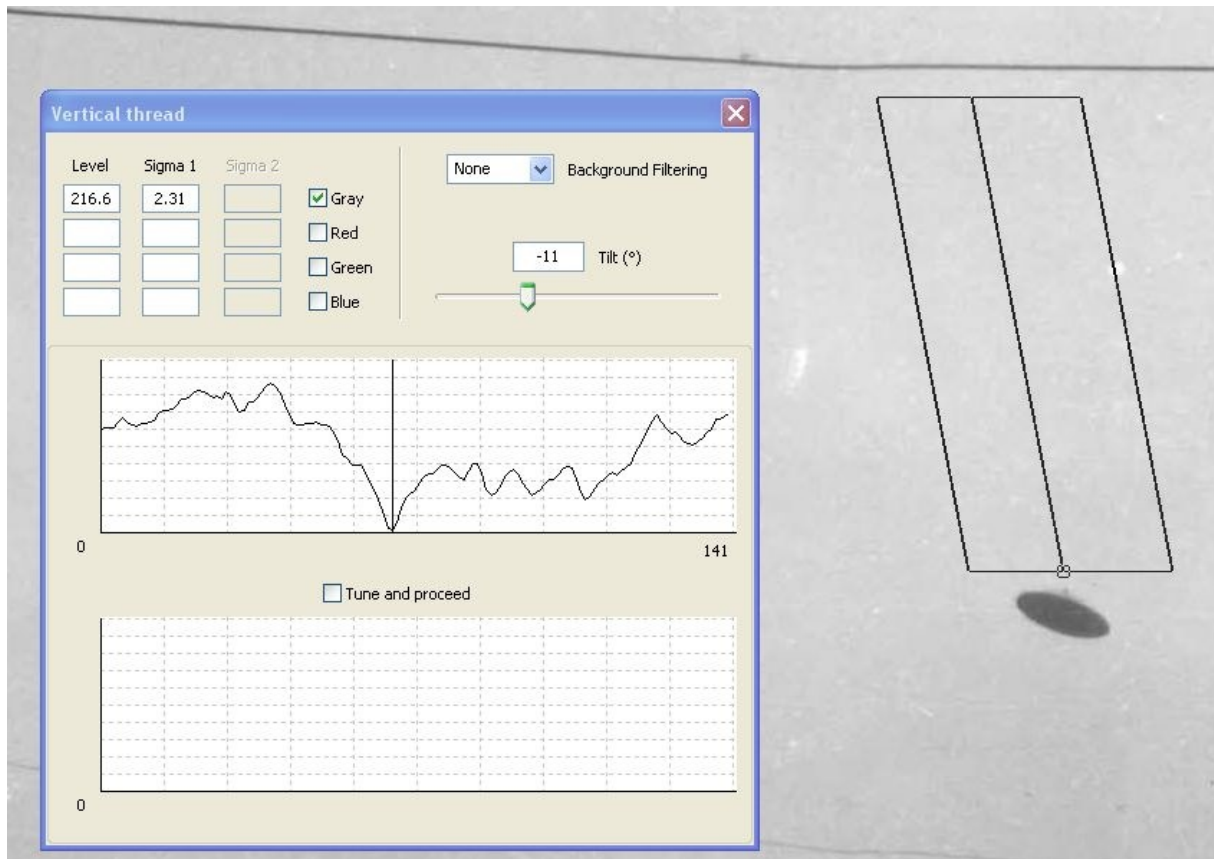 Vertical thread
Level Sigma 1 Sigma 2
216.6 2.31 Gray
Red
Green
Blue
None Background Filtering
-11 Tilt (°)
0 141
Tune and proceed
0